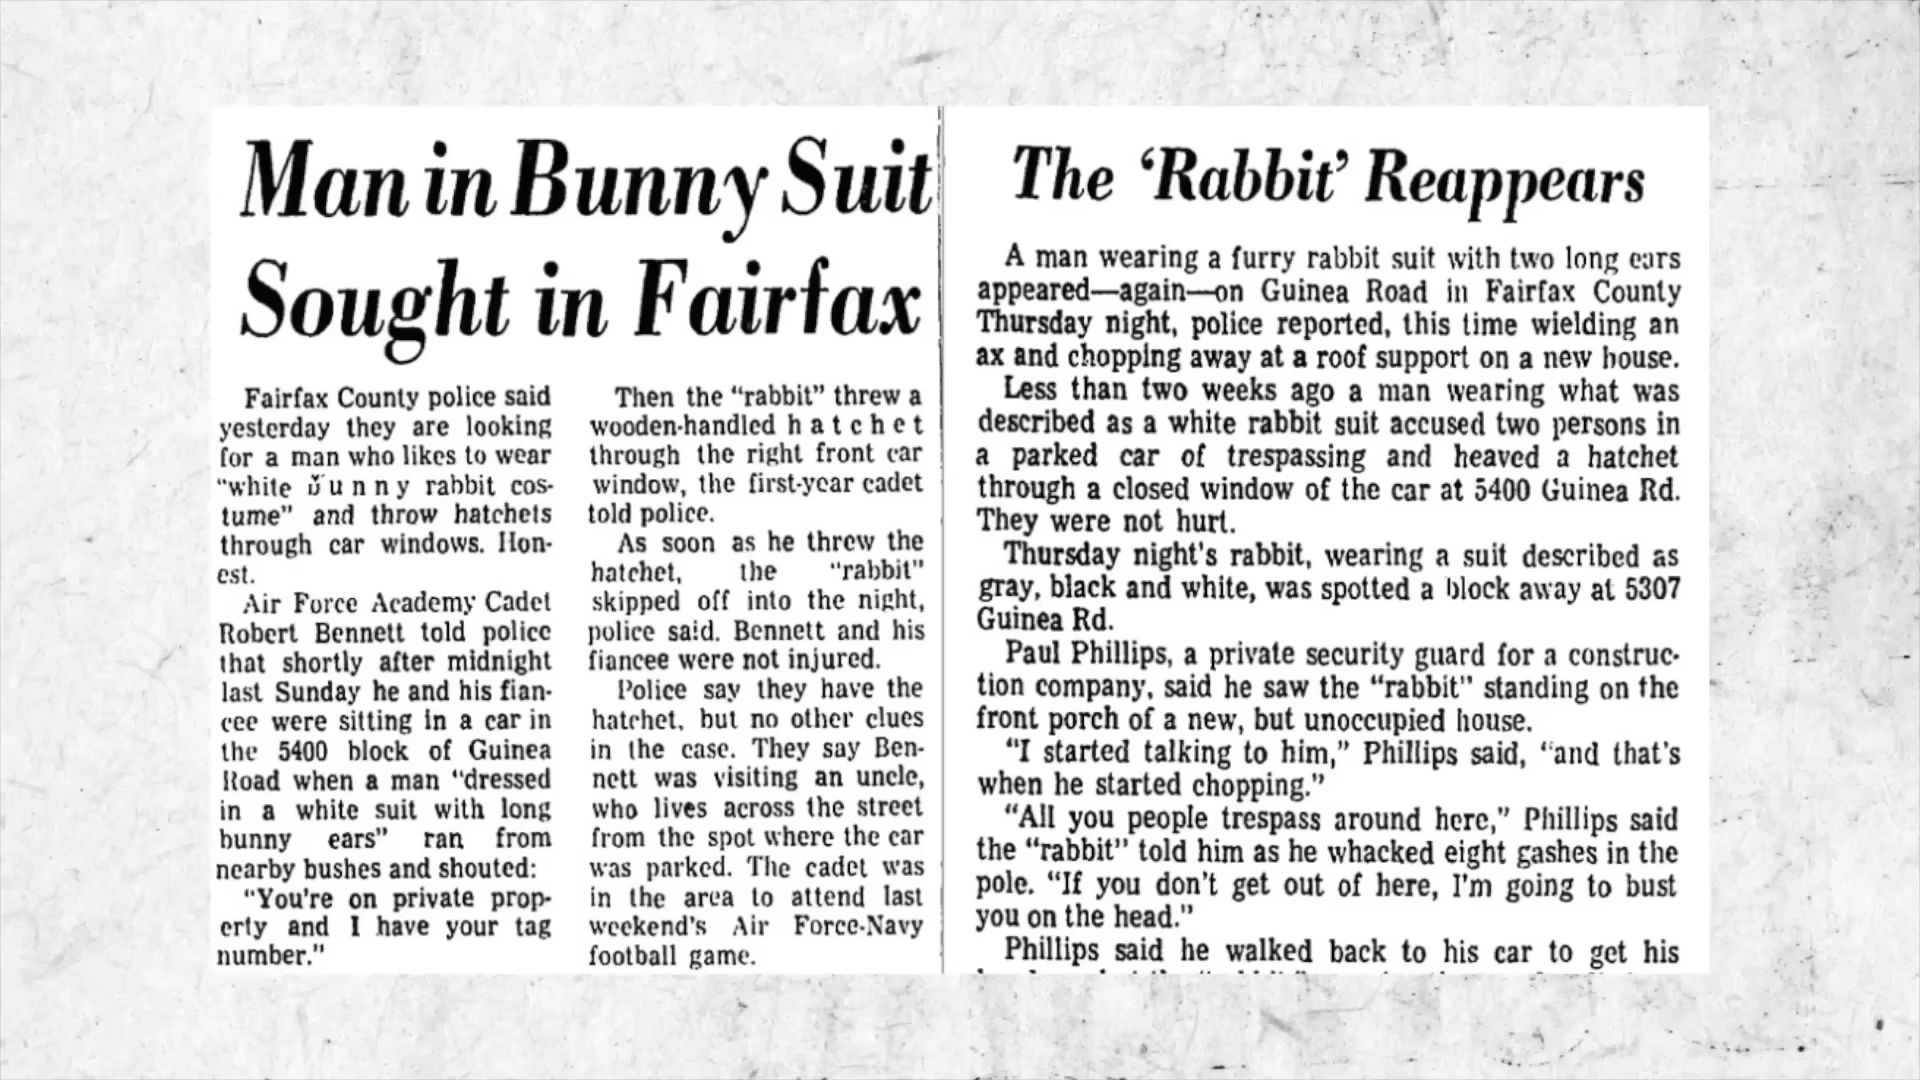 Man in Bunny Suit
Sought in Fairfax
Fairfax County police said
yesterday they are looking
for a man who likes to wear
"white bunny rabbit cos-
tume" and throw hatchets
through car windows. Hon-
est.
Air Force Academy Cadet
Robert Bennett told police
that shortly after midnight
last Sunday he and his fian-
cee were sitting in a car in
the 5400 block of Guinea
Road when a man "dressed
in a white suit with long
bunny ears" ran from
nearby bushes and shouted:
"You're on private prop-
erty and I have your tag
number."
Then the "rabbit" threw a
wooden-handled hatchet
through the right front car
window, the first-year cadet
told police.
As soon as he threw the
hatchet, the "rabbit"
skipped off into the night,
police said. Bennett and his
fiancee were not injured.
Police say they have the
hatchet, but no other clues
in the case. They say Ben-
nett was visiting an uncle,
who lives across the street
from the spot where the car
was parked. The cadet was
in the area to attend last
weekend's Air Force-Navy
football game.
The 'Rabbit' Reappears
A man wearing a furry rabbit suit with two long ears
appeared—again—on Guinea Road in Fairfax County
Thursday night, police reported, this time wielding an
ax and chopping away at a roof support on a new house.
Less than two weeks ago a man wearing what was
described as a white rabbit suit accused two persons in
a parked car of trespassing and heaved a hatchet
through a closed window of the car at 5400 Guinea Rd.
They were not hurt.
Thursday night's rabbit, wearing a suit described as
gray, black and white, was spotted a block away at 5307
Guinea Rd.
Paul Phillips, a private security guard for a construc-
tion company, said he saw the "rabbit" standing on the
front porch of a new, but unoccupied house.
"I started talking to him," Phillips said, "and that's
when he started chopping."
"All you people trespass around here," Phillips said
the "rabbit" told him as he whacked eight gashes in the
pole. "If you don't get out of here, I'm going to bust
you on the head."
Phillips said he walked back to his car to get his